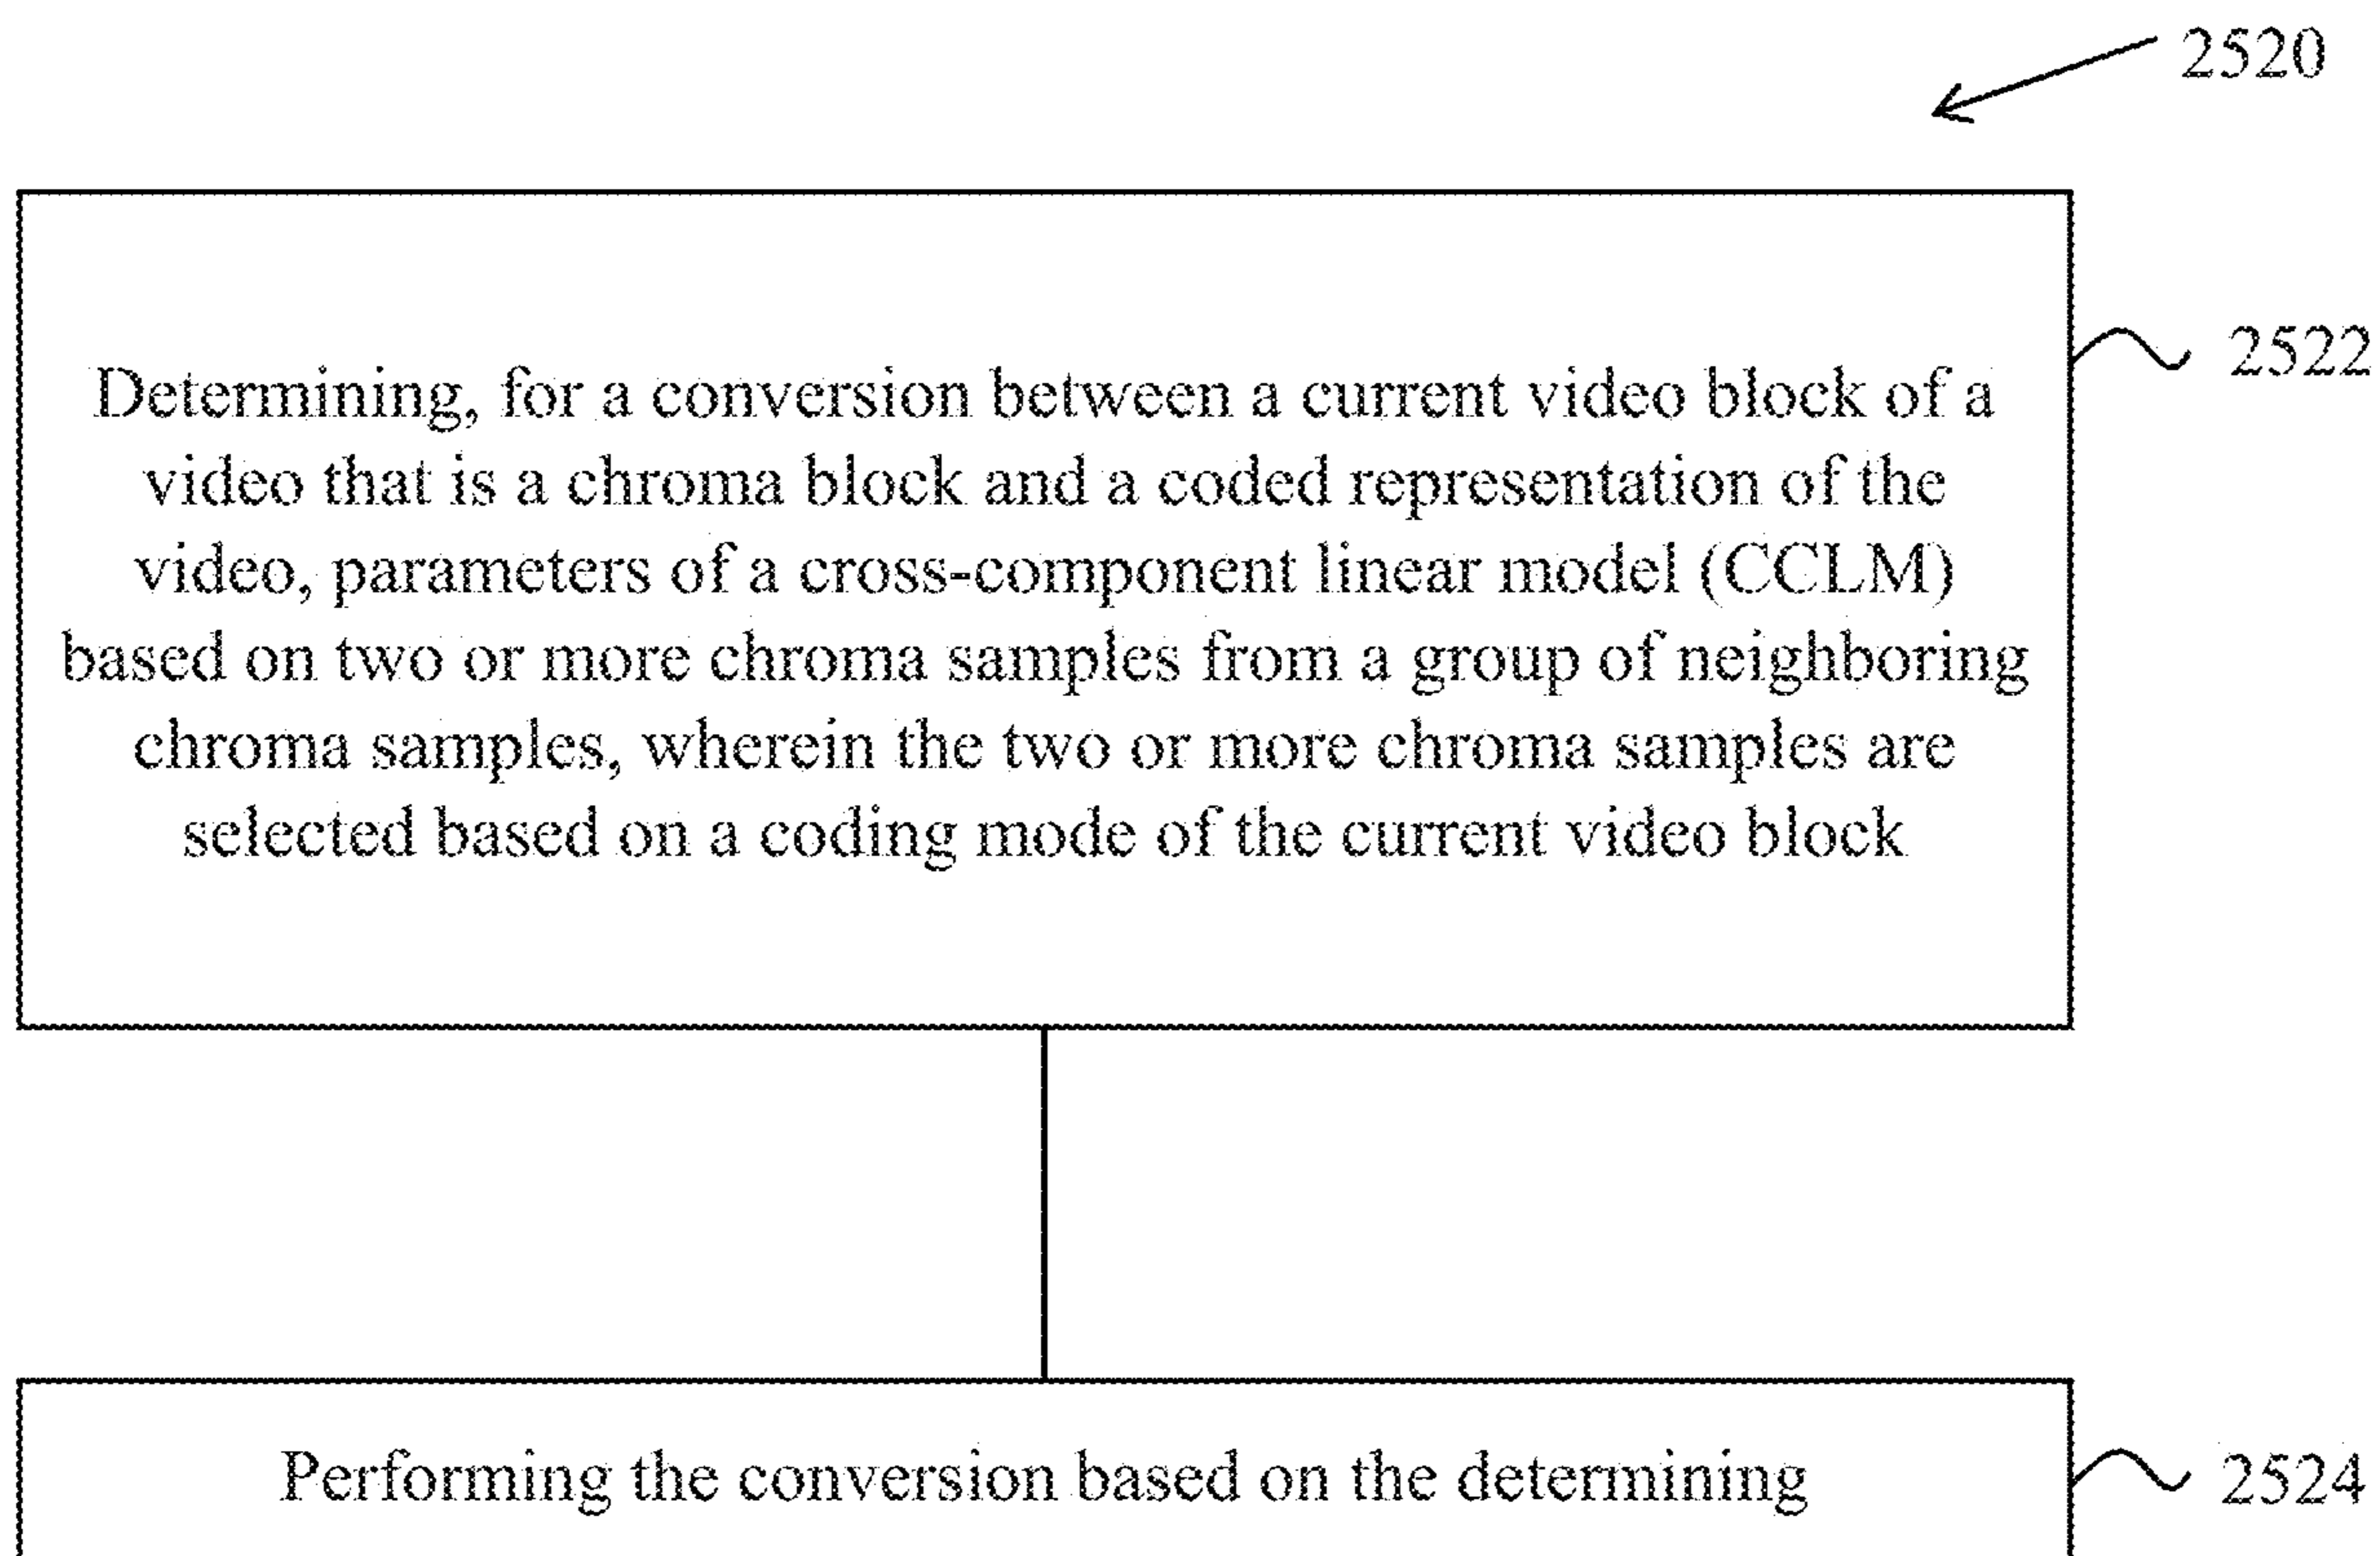 2520
2522
Determining, for a conversion between a current video block of a
video that is a chroma block and a coded representation of the
video, parameters of a cross-component linear model (CCLM)
based on two or more chroma samples from a group of neighboring
chroma samples, wherein the two or more chroma samples are
selected based on a coding mode of the current video block
Performing the conversion based on the determining
2524